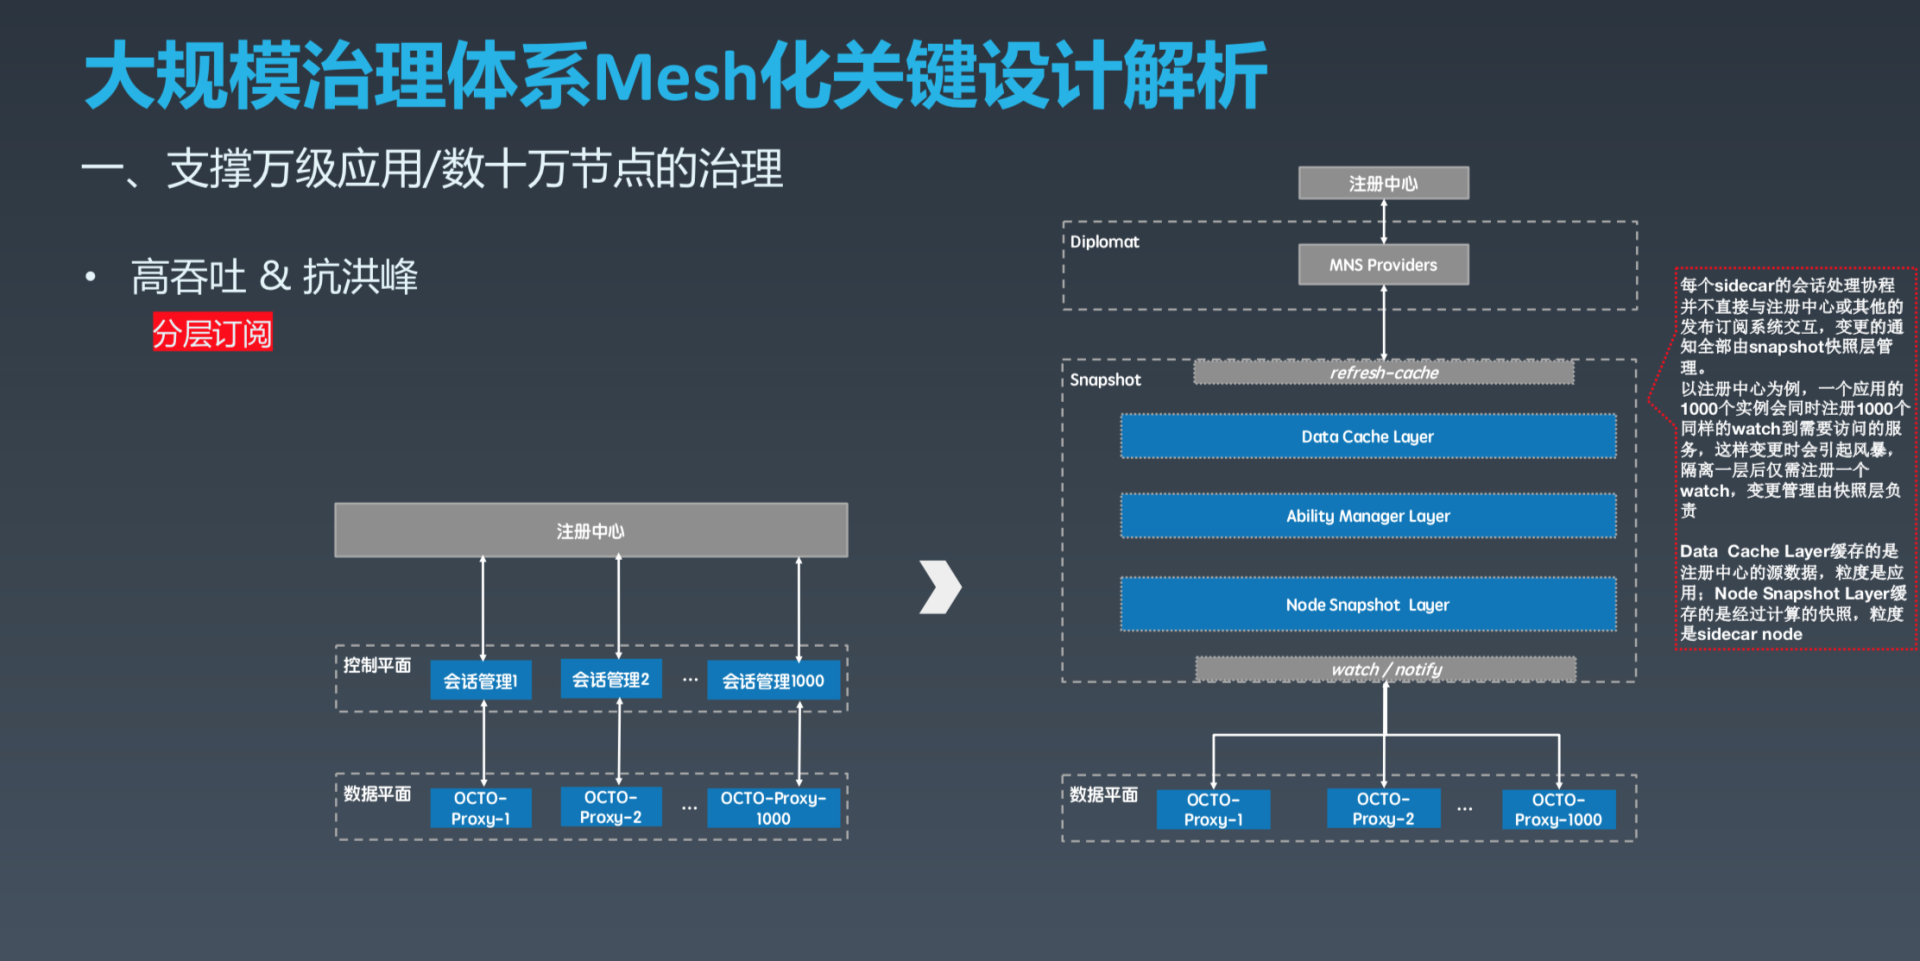 大规模治理体系Mesh化关键设计解析
一、支撑万级应用/数十万节点的治理
• 高吞吐 & 抗洪峰
分层订阅
注册中心
控制平面
会话管理1
会话管理2
...
会话管理1000
数据平面
OCTO-
Proxy-1
OCTO-
Proxy-2
...
OCTO-Proxy-
1000
注册中心
Diplomat
MNS Providers
Snapshot
refresh-cache
Data Cache Layer
Ability Manager Layer
Node Snapshot Layer
watch / notify
数据平面
OCTO-
Proxy-1
OCTO-
Proxy-2
...
OCTO-
Proxy-1000
每个sidecar的会话处理协程
并不直接与注册中心或其他的
发布订阅系统交互，变更的通
知全部由snapshot快照层管
理。
以注册中心为例，一个应用的
1000个实例会同时注册1000个
同样的watch到需要访问的服
务，这样变更时会引起风暴，
隔离一层后仅需注册一个
watch，变更管理由快照层负
责
Data Cache Layer缓存的是
注册中心的源数据，粒度是应
用；Node Snapshot Layer缓
存的是经过计算的快照，粒度
是sidecar node